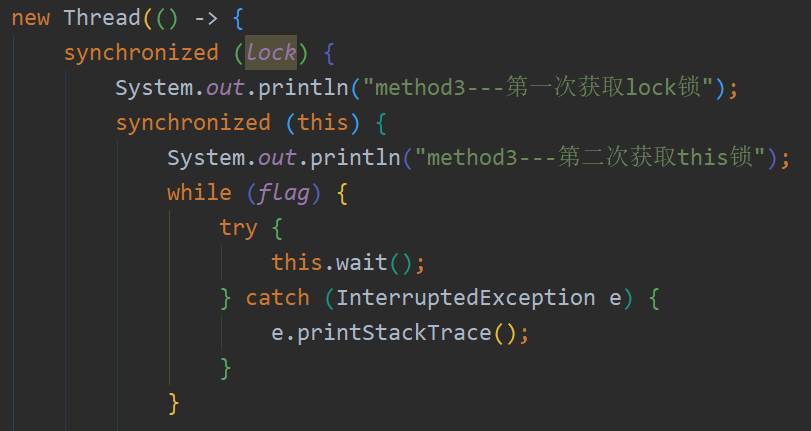 new Thread(() -> {
synchronized (lock) {
System.out.println("method3---第一次获取lock锁");
synchronized (this) {
System.out.println("method3---第二次获取this锁");
while (flag) {
try {
this.wait();
} catch (InterruptedException e) {
e.printStackTrace();
}
}